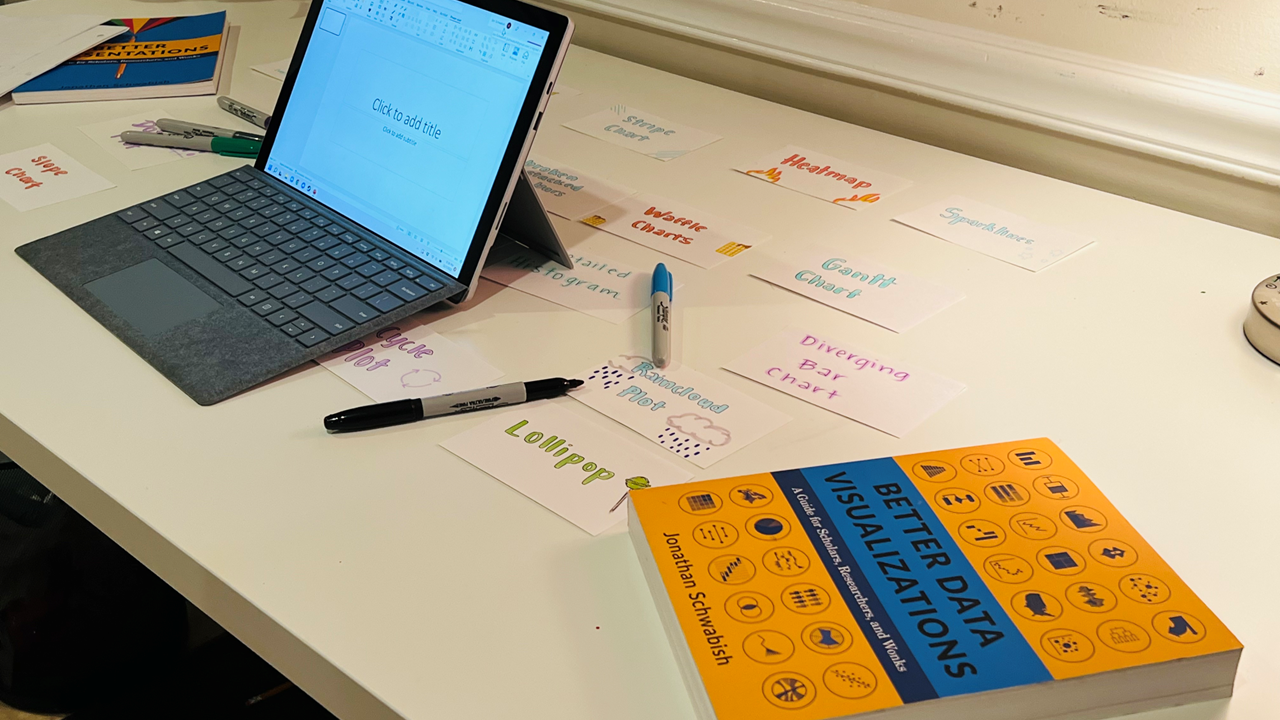 BETTER
PRESENTATIONS
Jonathan Schwabish
Click to add title
Click to add subtitle
Slope
Chart
Stripe
Chart
Heatmap
Sparklines
Waffle
Charts
Gantt
Chart
Histogram
Cycle
Plot
Raincloud
Plot
Diverging
Bar
Chart
Lollipop
BETTER DATA
VISUALIZATIONS
A Guide for Scholars, Researchers, and Wonks
Jonathan Schwabish